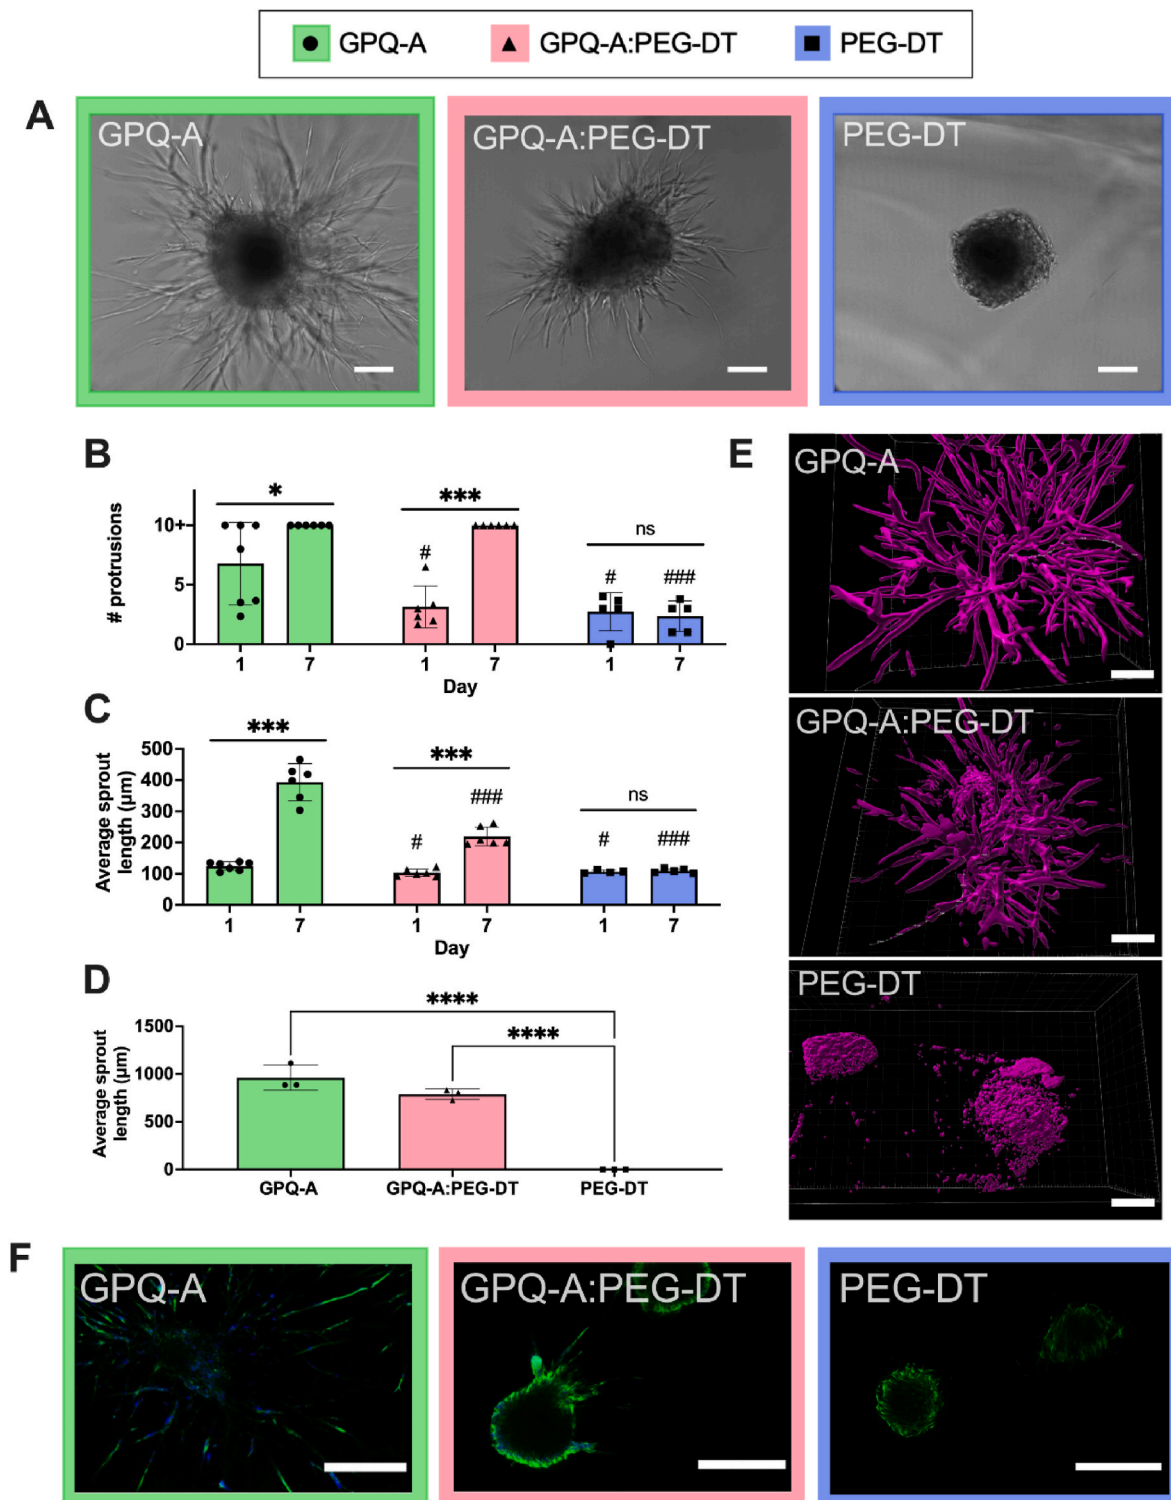 GPQ-A GPQ-A:PEG-DT PEG-DT
A
GPQ-A GPQ-A:PEG-DT PEG-DT
B
# protrusions
10+
5
0
* *** ns
# # ###
1 7 1 7 1 7
Day
C
Average sprout
length (µm)
500
400
300
200
100
0
*** *** ns
# ### # ###
1 7 1 7 1 7
Day
D
Average sprout
length (µm)
1500
1000
500
0
****
****
GPQ-A GPQ-A:PEG-DT PEG-DT
E
GPQ-A
GPQ-A:PEG-DT
PEG-DT
F
GPQ-A GPQ-A:PEG-DT PEG-DT